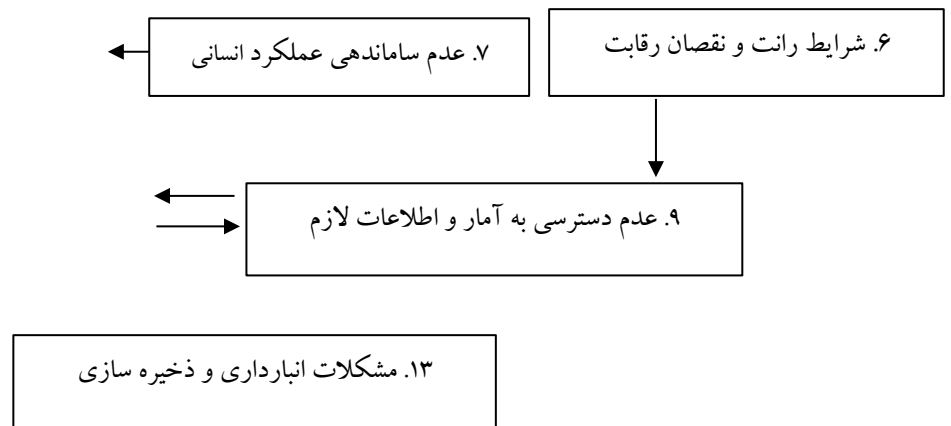 ۶. شرایط رانت و نقصان رقابت
۷. عدم ساماندهی عملکرد انسانی
۹. عدم دسترسی به آمار و اطلاعات لازم
۱۳. مشکلات انبارداری و ذخیره سازی